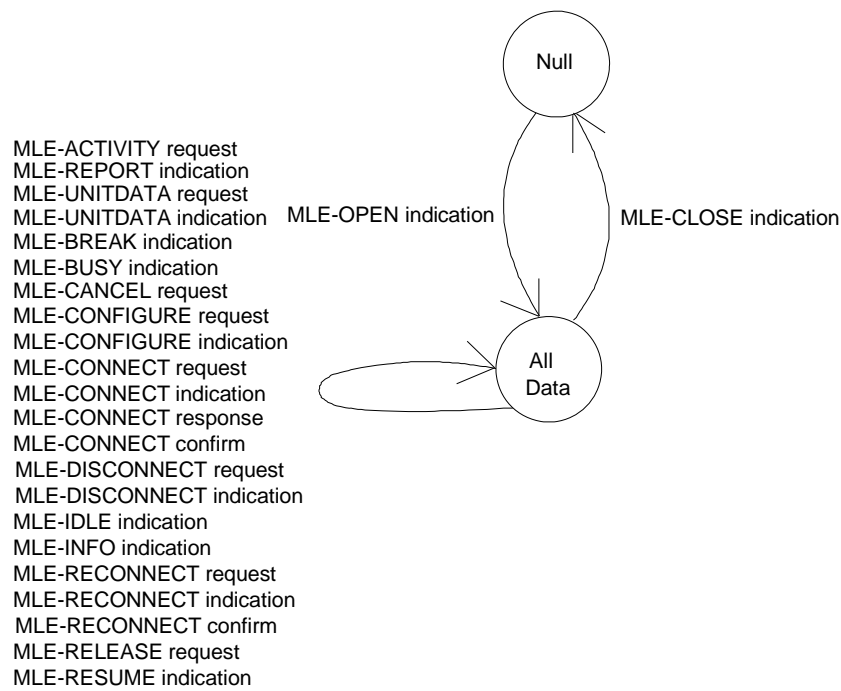 Null
MLE-ACTIVITY request
MLE-REPORT indication
MLE-UNITDATA request
MLE-UNITDATA indication
MLE-BREAK indication
MLE-BUSY indication
MLE-CANCEL request
MLE-CONFIGURE request
MLE-CONFIGURE indication
MLE-CONNECT request
MLE-CONNECT indication
MLE-CONNECT response
MLE-CONNECT confirm
MLE-DISCONNECT request
MLE-DISCONNECT indication
MLE-IDLE indication
MLE-INFO indication
MLE-RECONNECT request
MLE-RECONNECT indication
MLE-RECONNECT confirm
MLE-RELEASE request
MLE-RESUME indication
MLE-OPEN indication
MLE-CLOSE indication
All
Data